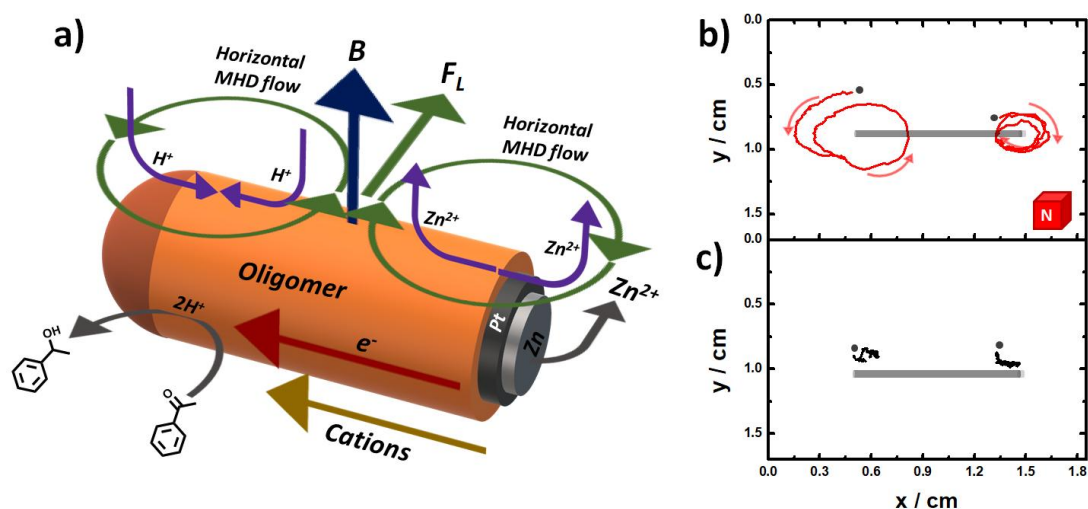 a)
B
F_L
Horizontal
MHD flow
Horizontal
MHD flow
H⁺
H⁺
Zn²⁺
Zn²⁺
Zn²⁺
Oligomer
Pt
Zn
2H⁺
e⁻
Cations
OH
O
b)
0.0
0.5
1.0
1.5
0.0
y / cm
N
c)
0.5
1.0
1.5
y / cm
0.0 0.3 0.6 0.9 1.2 1.5 1.8
x / cm